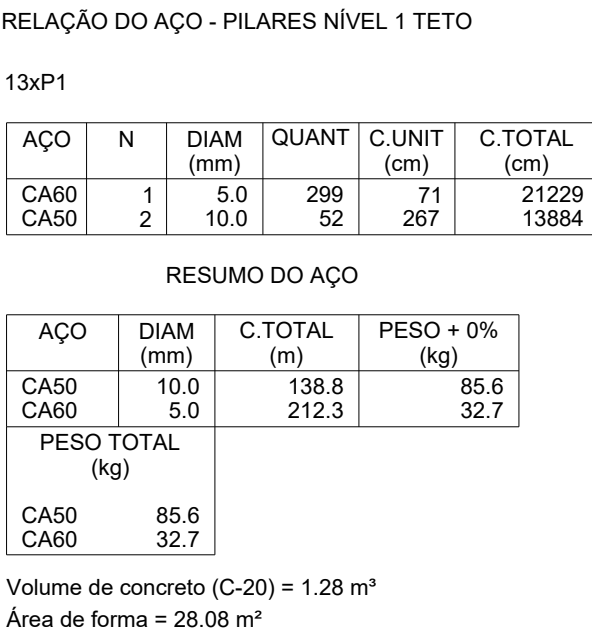 RELAÇÃO DO AÇO - PILARES NÍVEL 1 TETO
13xP1
AÇO N DIAM QUANT C.UNIT C.TOTAL
(mm) (cm) (cm)
CA60 1 5.0 299 71 21229
CA50 2 10.0 52 267 13884
RESUMO DO AÇO
AÇO DIAM C.TOTAL PESO + 0%
(mm) (m) (kg)
CA50 10.0 138.8 85.6
CA60 5.0 212.3 32.7
PESO TOTAL
(kg)
CA50 85.6
CA60 32.7
Volume de concreto (C-20) = 1.28 m³
Área de forma = 28.08 m²